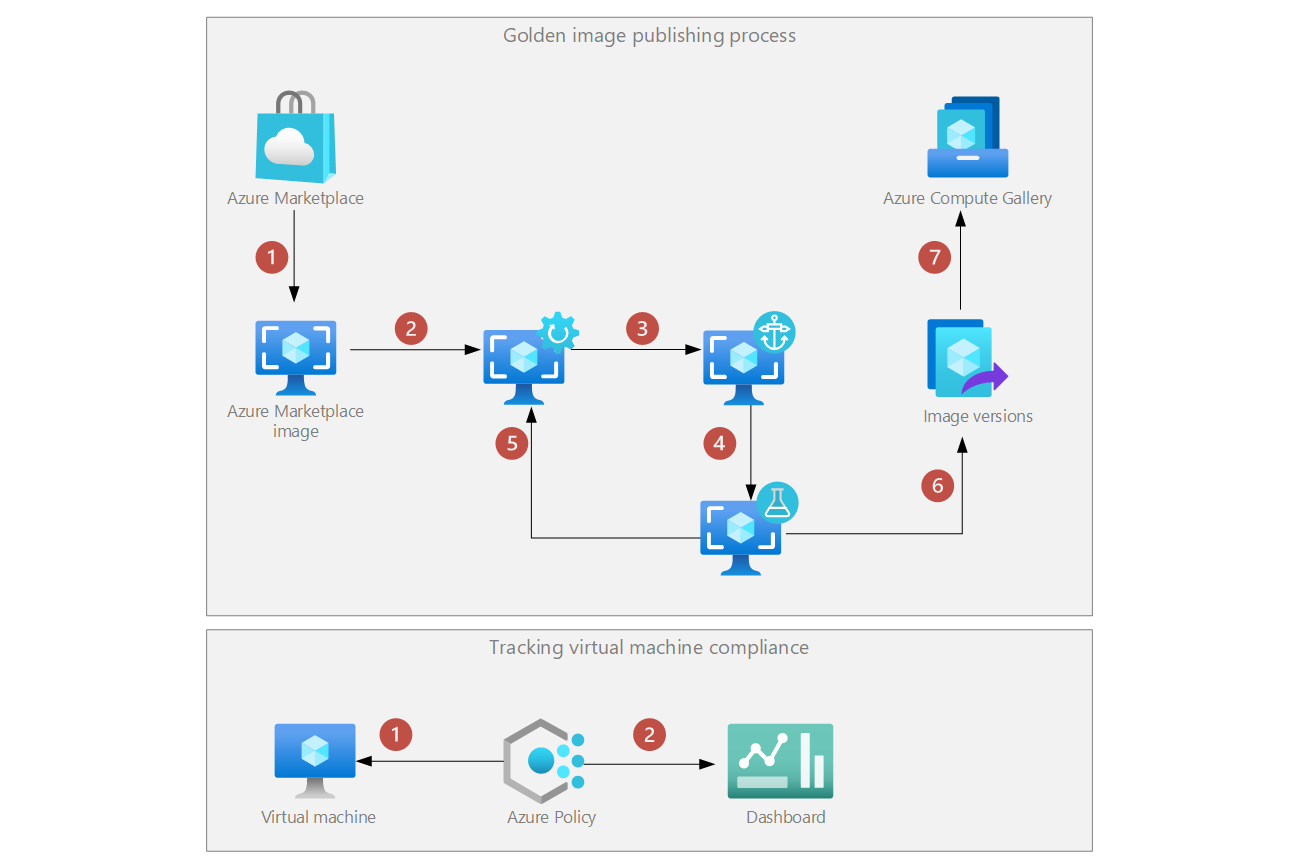 Golden image publishing process
Azure Marketplace
Azure Compute Gallery
1
7
2
3
Azure Marketplace
image
Image versions
5
4
6
Tracking virtual machine compliance
1
2
Virtual machine
Azure Policy
Dashboard